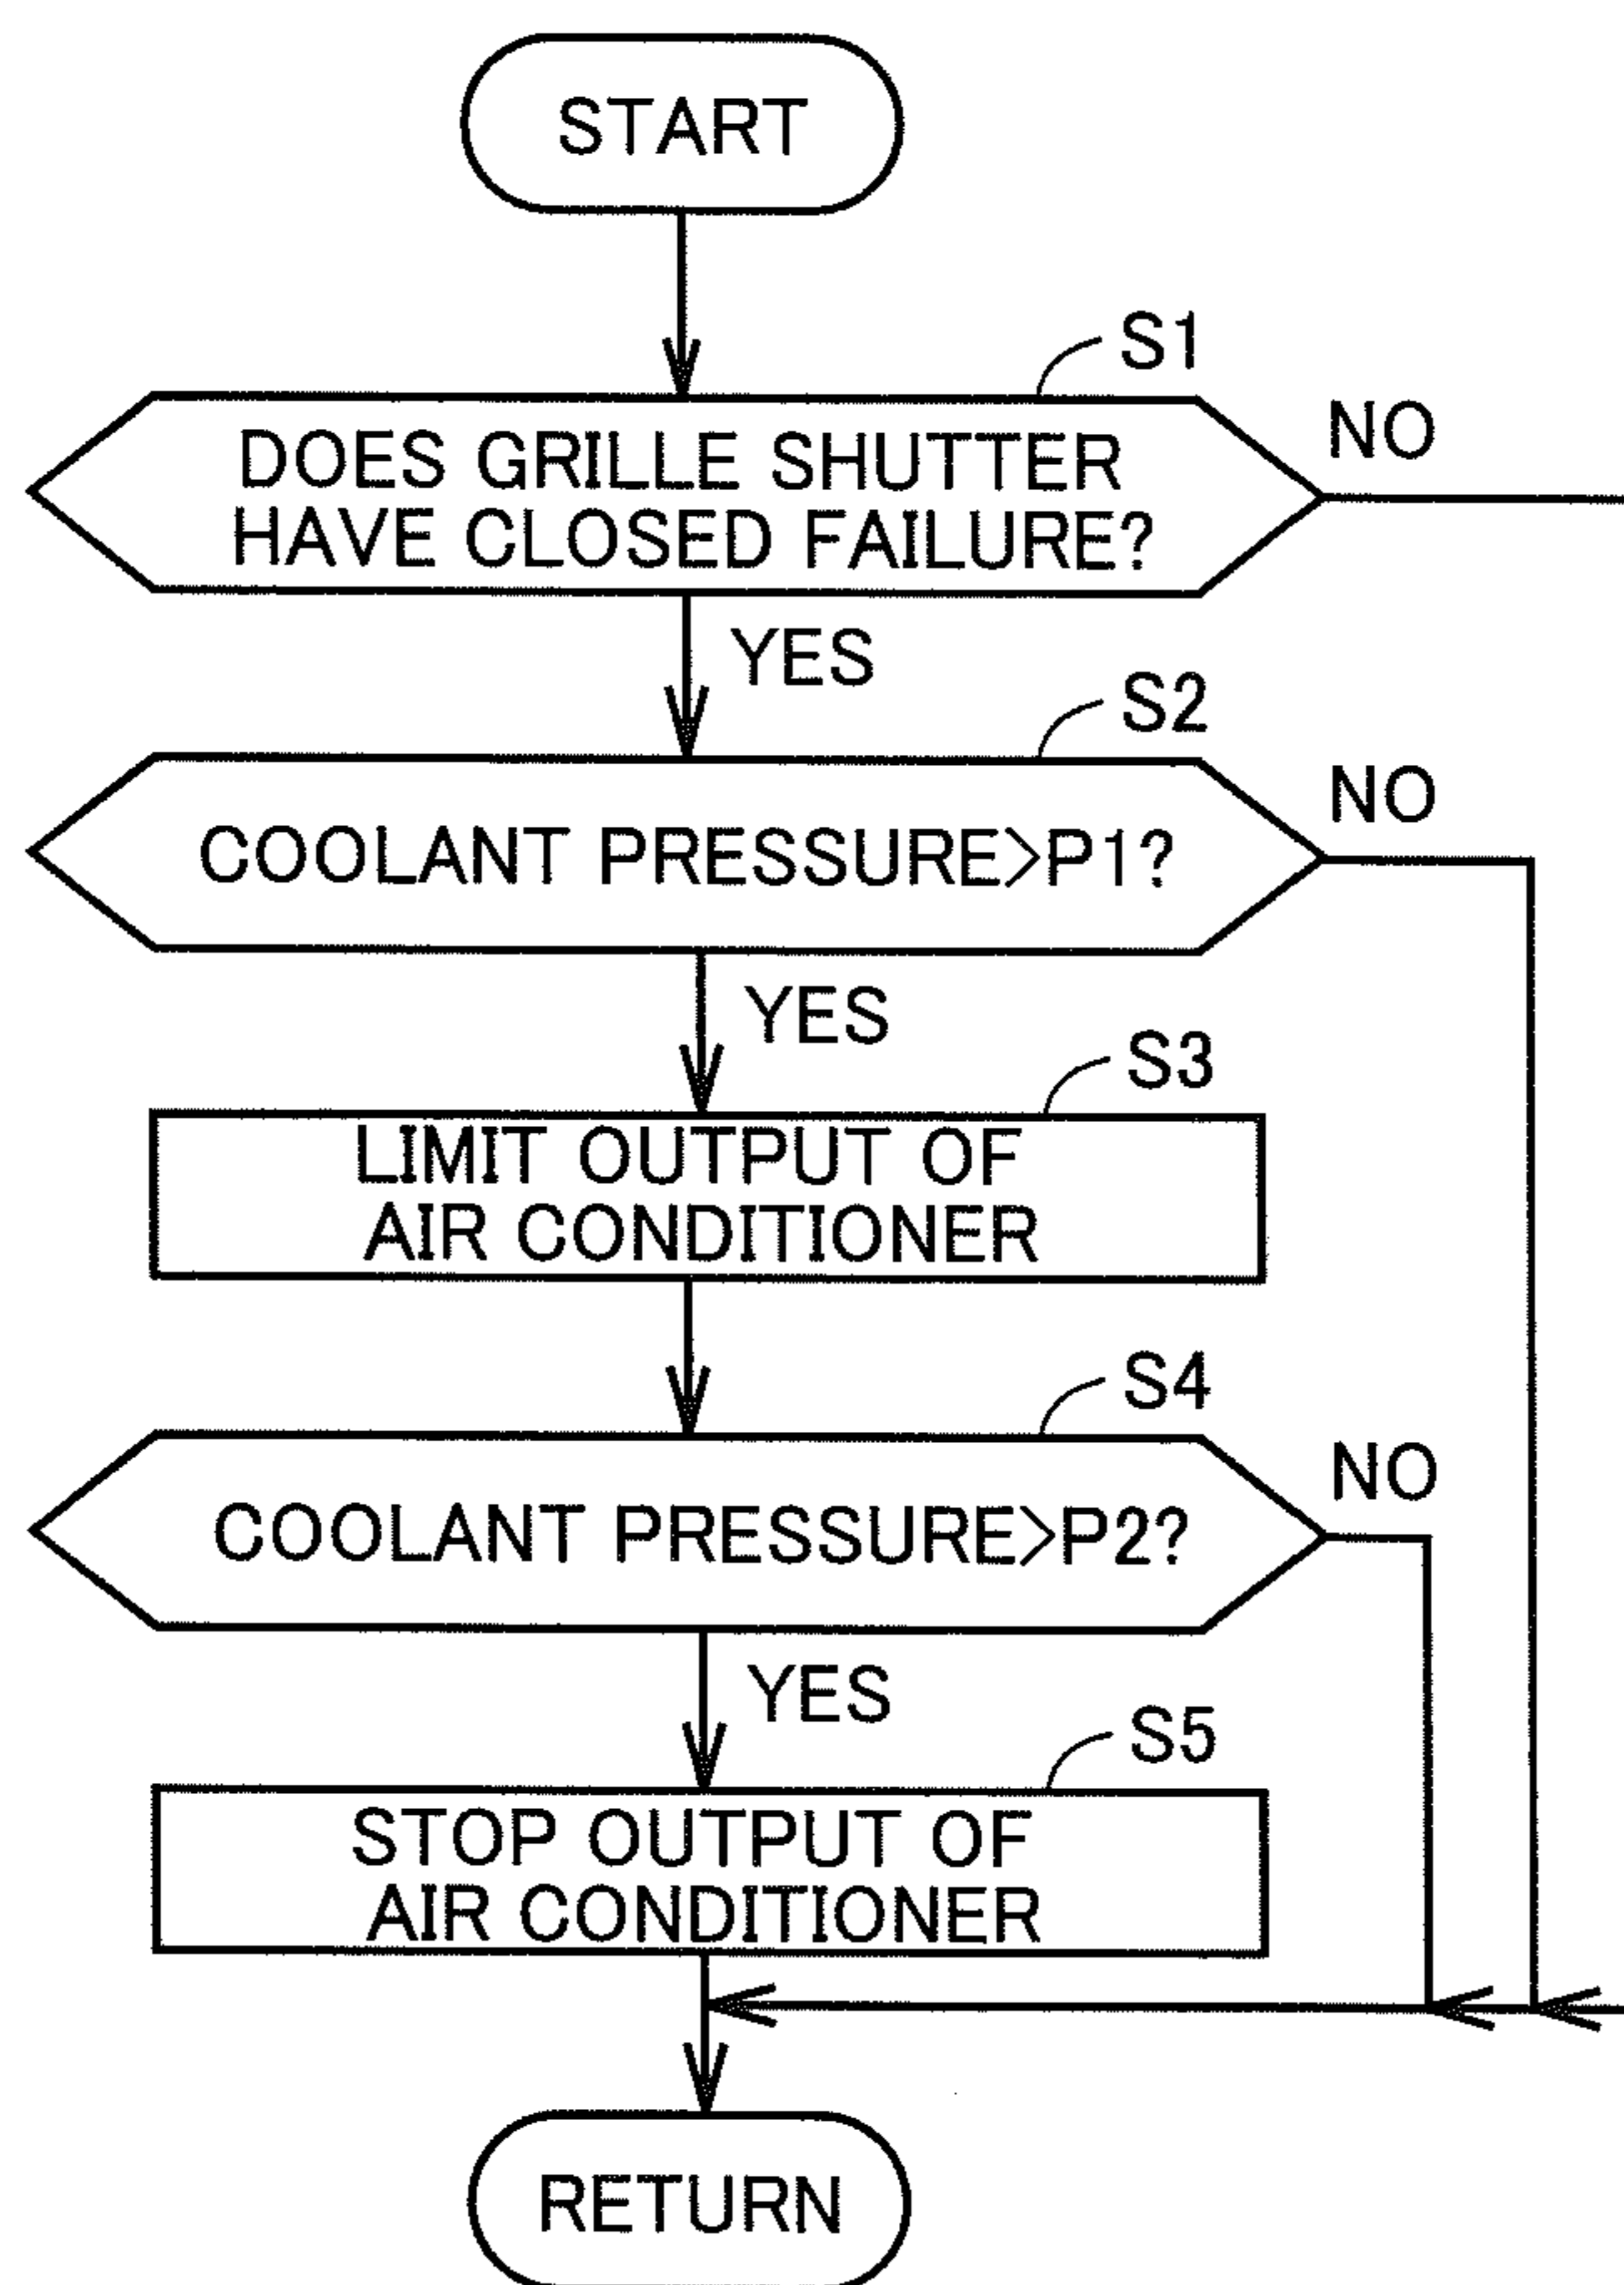 START
S1
DOES GRILLE SHUTTER
HAVE CLOSED FAILURE?
NO
YES
S2
COOLANT PRESSURE>P1?
NO
YES
S3
LIMIT OUTPUT OF
AIR CONDITIONER
S4
COOLANT PRESSURE>P2?
NO
YES
S5
STOP OUTPUT OF
AIR CONDITIONER
RETURN